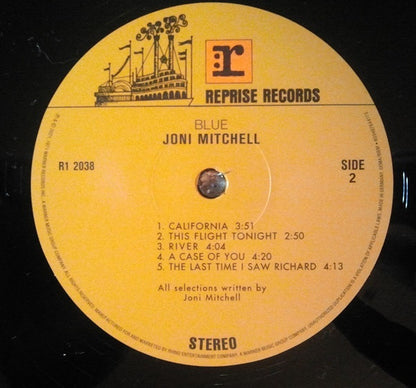 r
REPRISE RECORDS
BLUE
JONI MITCHELL
R1 2038
SIDE
2
1. CALIFORNIA 3:51
2. THIS FLIGHT TONIGHT 2:50
3. RIVER 4:04
4. A CASE OF YOU 4:20
5. THE LAST TIME I SAW RICHARD 4:13
All selections written by
Joni Mitchell
STEREO